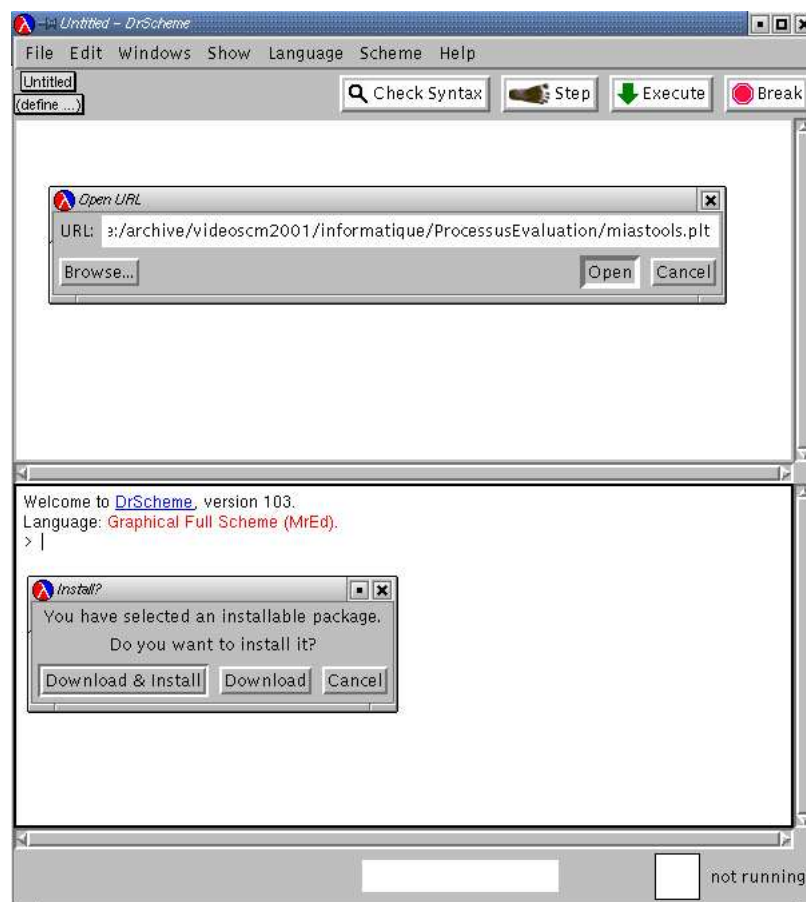 Untitled – DrScheme
File Edit Windows Show Language Scheme Help
Untitled
(define ...)
Check Syntax Step Execute Break
Open URL
URL: e:/archive/videoscm2001/informatique/ProcessusEvaluation/miastools.plt
Browse... Open Cancel
Welcome to DrScheme, version 103.
Language: Graphical Full Scheme (MrEd).
>
Install?
You have selected an installable package.
Do you want to install it?
Download & Install Download Cancel
not running